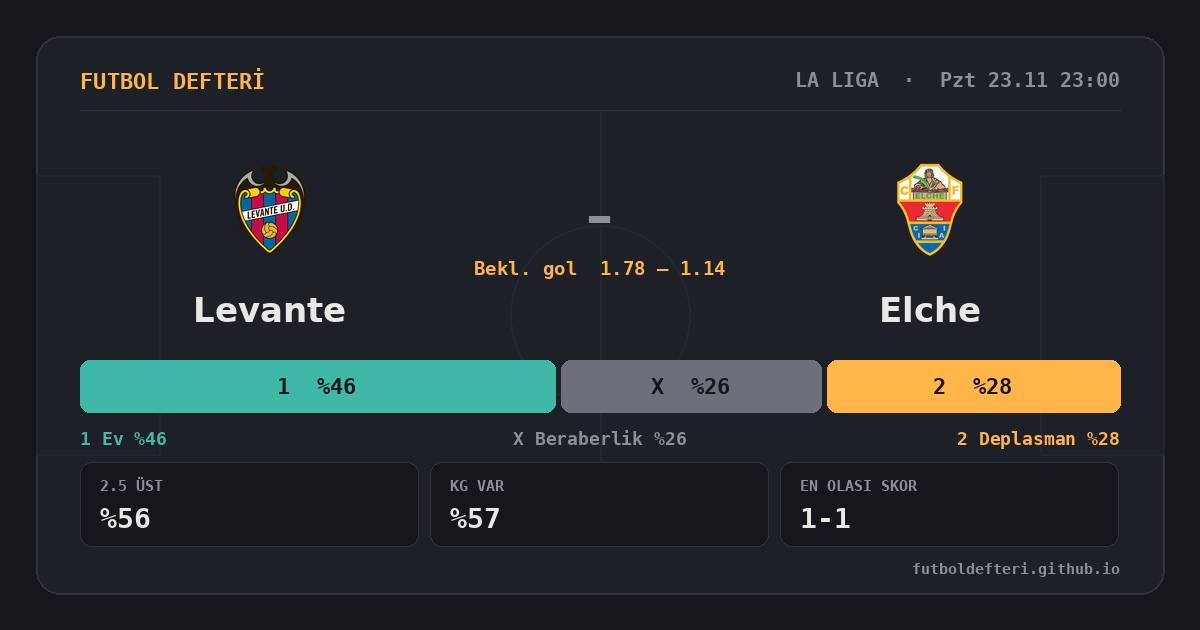 FUTBOL DEFTERİ
LA LIGA · Pzt 23.11 23:00
LEVANTE U.D.
C F
ELCHE
C I
I A
-
Bekl. gol 1.78 — 1.14
Levante
Elche
1 %46
X %26
2 %28
1 Ev %46
X Beraberlik %26
2 Deplasman %28
2.5 ÜST
KG VAR
EN OLASI SKOR
%56
%57
1-1
futboldefteri.github.io